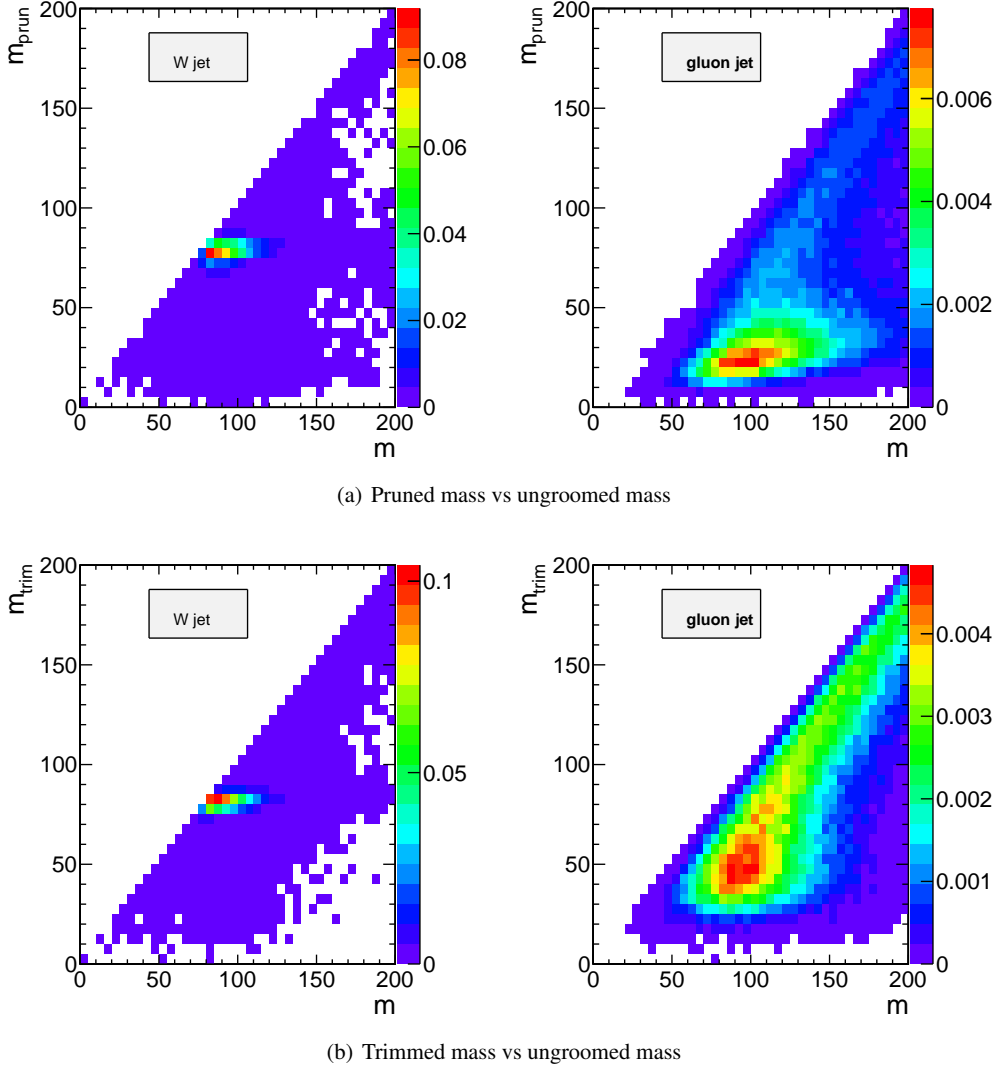 m_prun
200
150
100
50
0
W jet
0.08
0.06
0.04
0.02
0
0 50 100 150 200
m
m_prun
200
150
100
50
0
gluon jet
0.006
0.004
0.002
0
0 50 100 150 200
m
(a) Pruned mass vs ungroomed mass
m_trim
200
150
100
50
0
W jet
0.1
0.05
0
0 50 100 150 200
m
m_trim
200
150
100
50
0
gluon jet
0.004
0.003
0.002
0.001
0
0 50 100 150 200
m
(b) Trimmed mass vs ungroomed mass